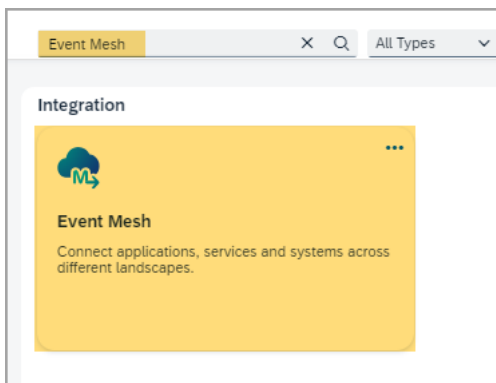 Event Mesh
All Types
Integration
M
Event Mesh
Connect applications, services and systems across
different landscapes.